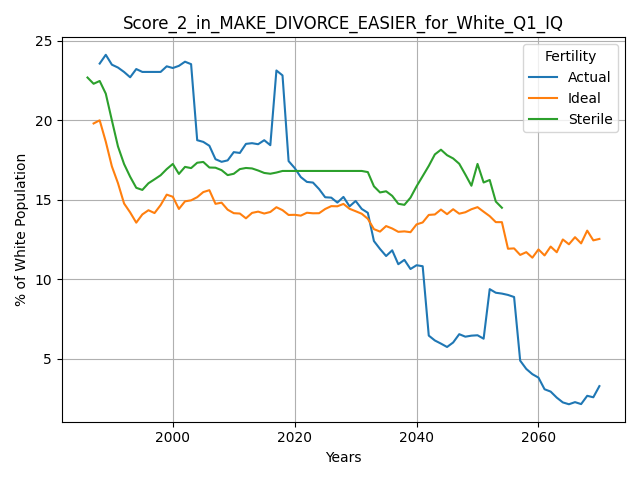 Score_2_in_MAKE_DIVORCE_EASIER_for_White_Q1_IQ
25
20
15
10
5
% of White Population
Fertility
Actual
Ideal
Sterile
2000
2020
2040
2060
Years